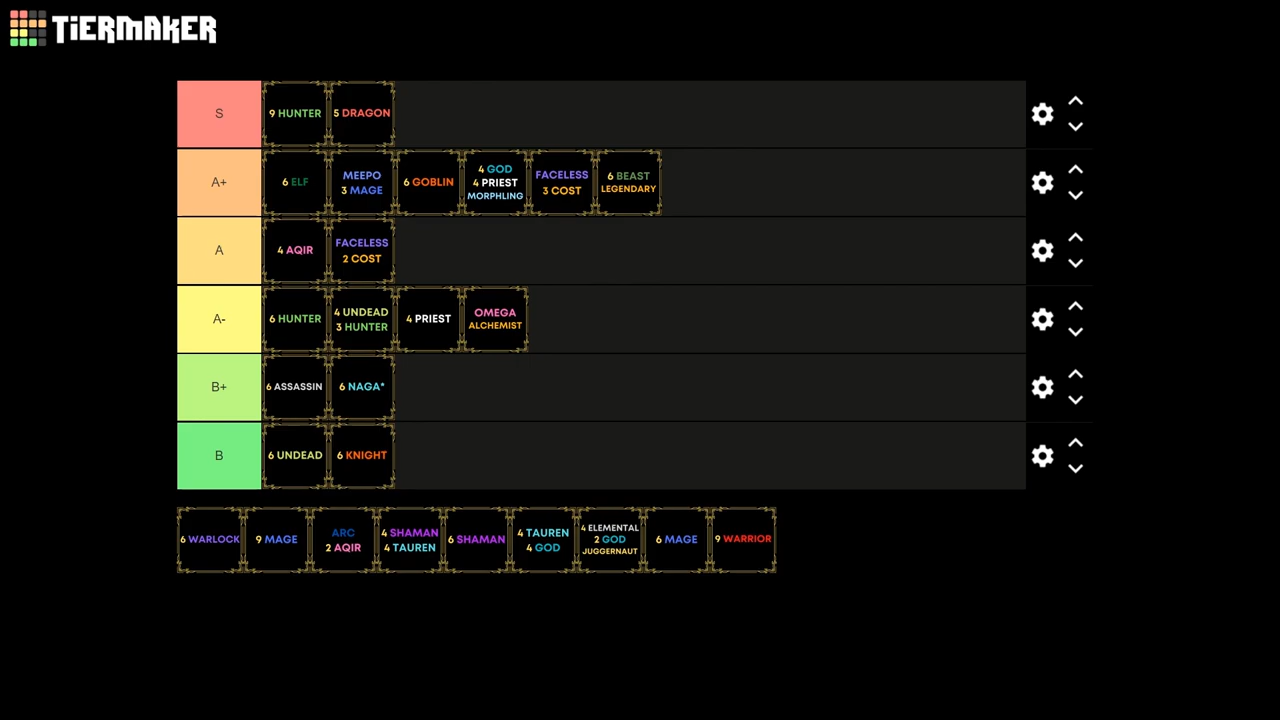 TiERMAKER
S
9 HUNTER
5 DRAGON
A+
6 ELF
MEEPO
3 MAGE
6 GOBLIN
4 GOD
4 PRIEST
MORPHLING
FACELESS
3 COST
6 BEAST
LEGENDARY
A
4 AQIR
FACELESS
2 COST
A-
6 HUNTER
4 UNDEAD
3 HUNTER
4 PRIEST
OMEGA
ALCHEMIST
B+
6 ASSASSIN
6 NAGA*
B
6 UNDEAD
6 KNIGHT
6 WARLOCK
9 MAGE
ARC
2 AQIR
4 SHAMAN
4 TAUREN
6 SHAMAN
4 TAUREN
4 GOD
4 ELEMENTAL
2 GOD
JUGGERNAUT
6 MAGE
9 WARRIOR